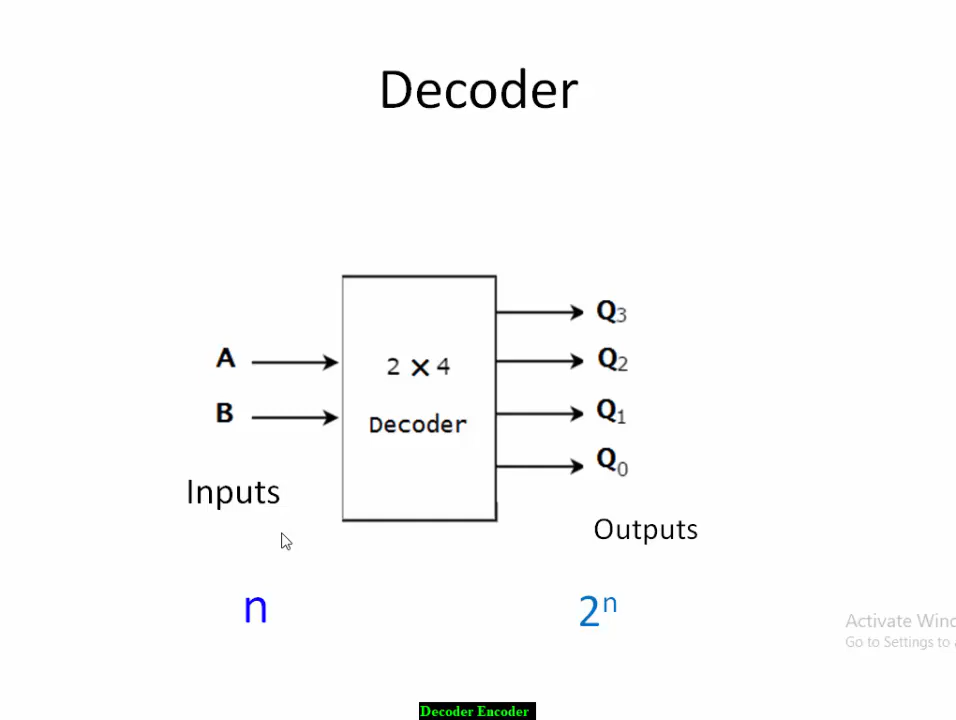 Decoder
Q3
A
2 × 4
Q2
B
Decoder
Q1
Q0
Inputs
Outputs
n
2ⁿ
Activate Wind
Go to Settings to
Decoder Encoder